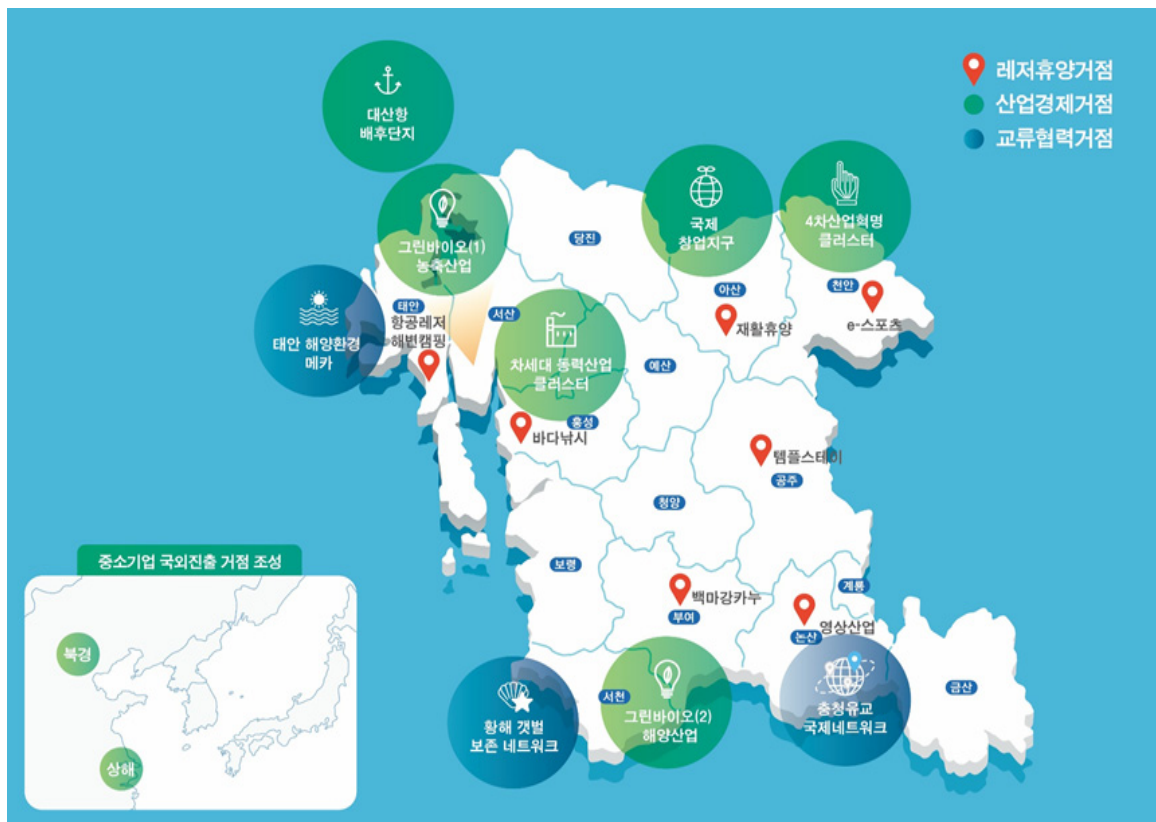 레저휴양거점
산업경제거점
교류협력거점
대산항
배후단지
그린바이오(1)
농축산업
국제
창업지구
4차산업혁명
클러스터
당진
태안 해양환경
메카
태안
항공레저
해변캠핑
서산
차세대 동력산업
클러스터
아산
재활휴양
천안
e-스포츠
예산
홍성
바다낚시
템플스테이
공주
청양
보령
백마강카누
부여
계룡
영상산업
논산
금산
황해 갯벌
보존 네트워크
서천
그린바이오(2)
해양산업
충청유교
국제네트워크
중소기업 국외진출 거점 조성
북경
상해